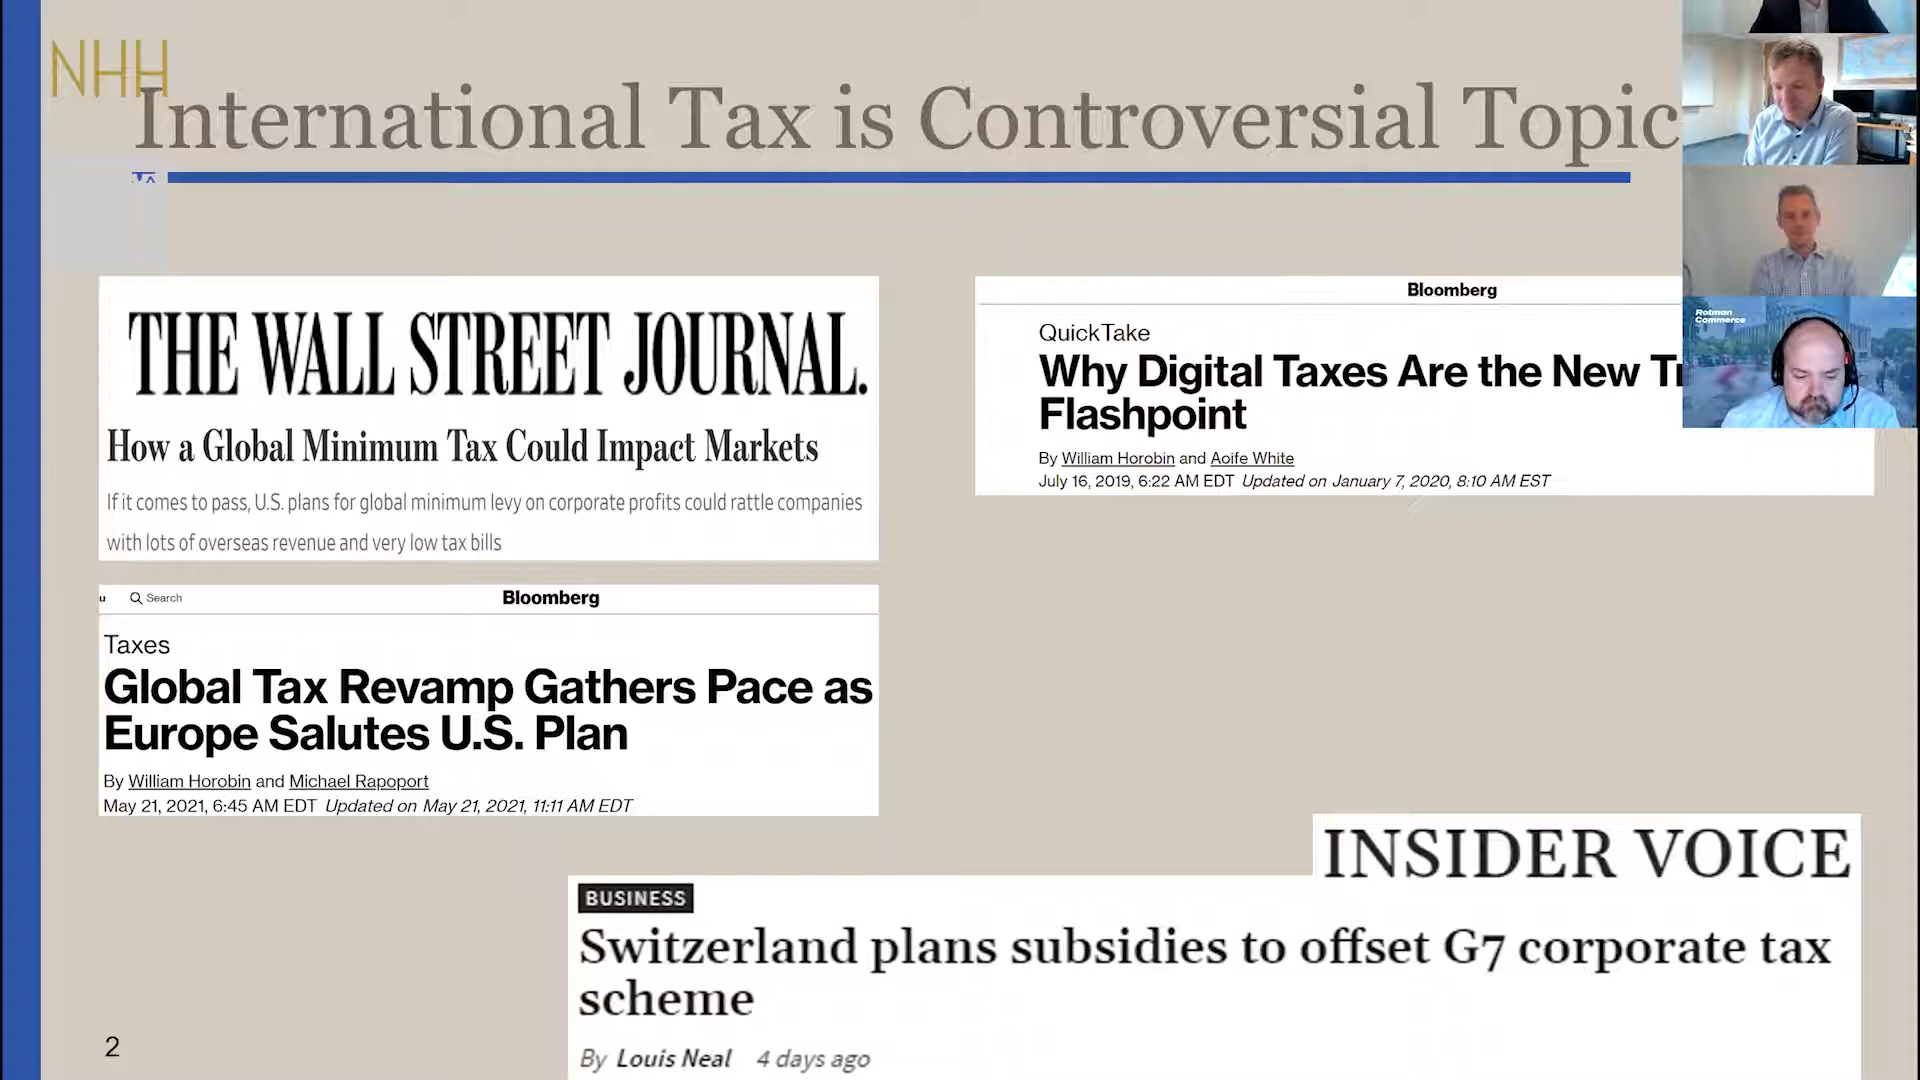 NHH
International Tax is Controversial Topic
THE WALL STREET JOURNAL.
How a Global Minimum Tax Could Impact Markets
If it comes to pass, U.S. plans for global minimum levy on corporate profits could rattle companies
with lots of overseas revenue and very low tax bills
Bloomberg
QuickTake
Why Digital Taxes Are the New
Flashpoint
By William Horobin and Aoife White
July 16, 2019, 6:22 AM EDT Updated on January 7, 2020, 8:10 AM EST
Rotman
Commerce
u Search Bloomberg
Taxes
Global Tax Revamp Gathers Pace as
Europe Salutes U.S. Plan
By William Horobin and Michael Rapoport
May 21, 2021, 6:45 AM EDT Updated on May 21, 2021, 11:11 AM EDT
INSIDER VOICE
BUSINESS
Switzerland plans subsidies to offset G7 corporate tax
scheme
By Louis Neal 4 days ago
2